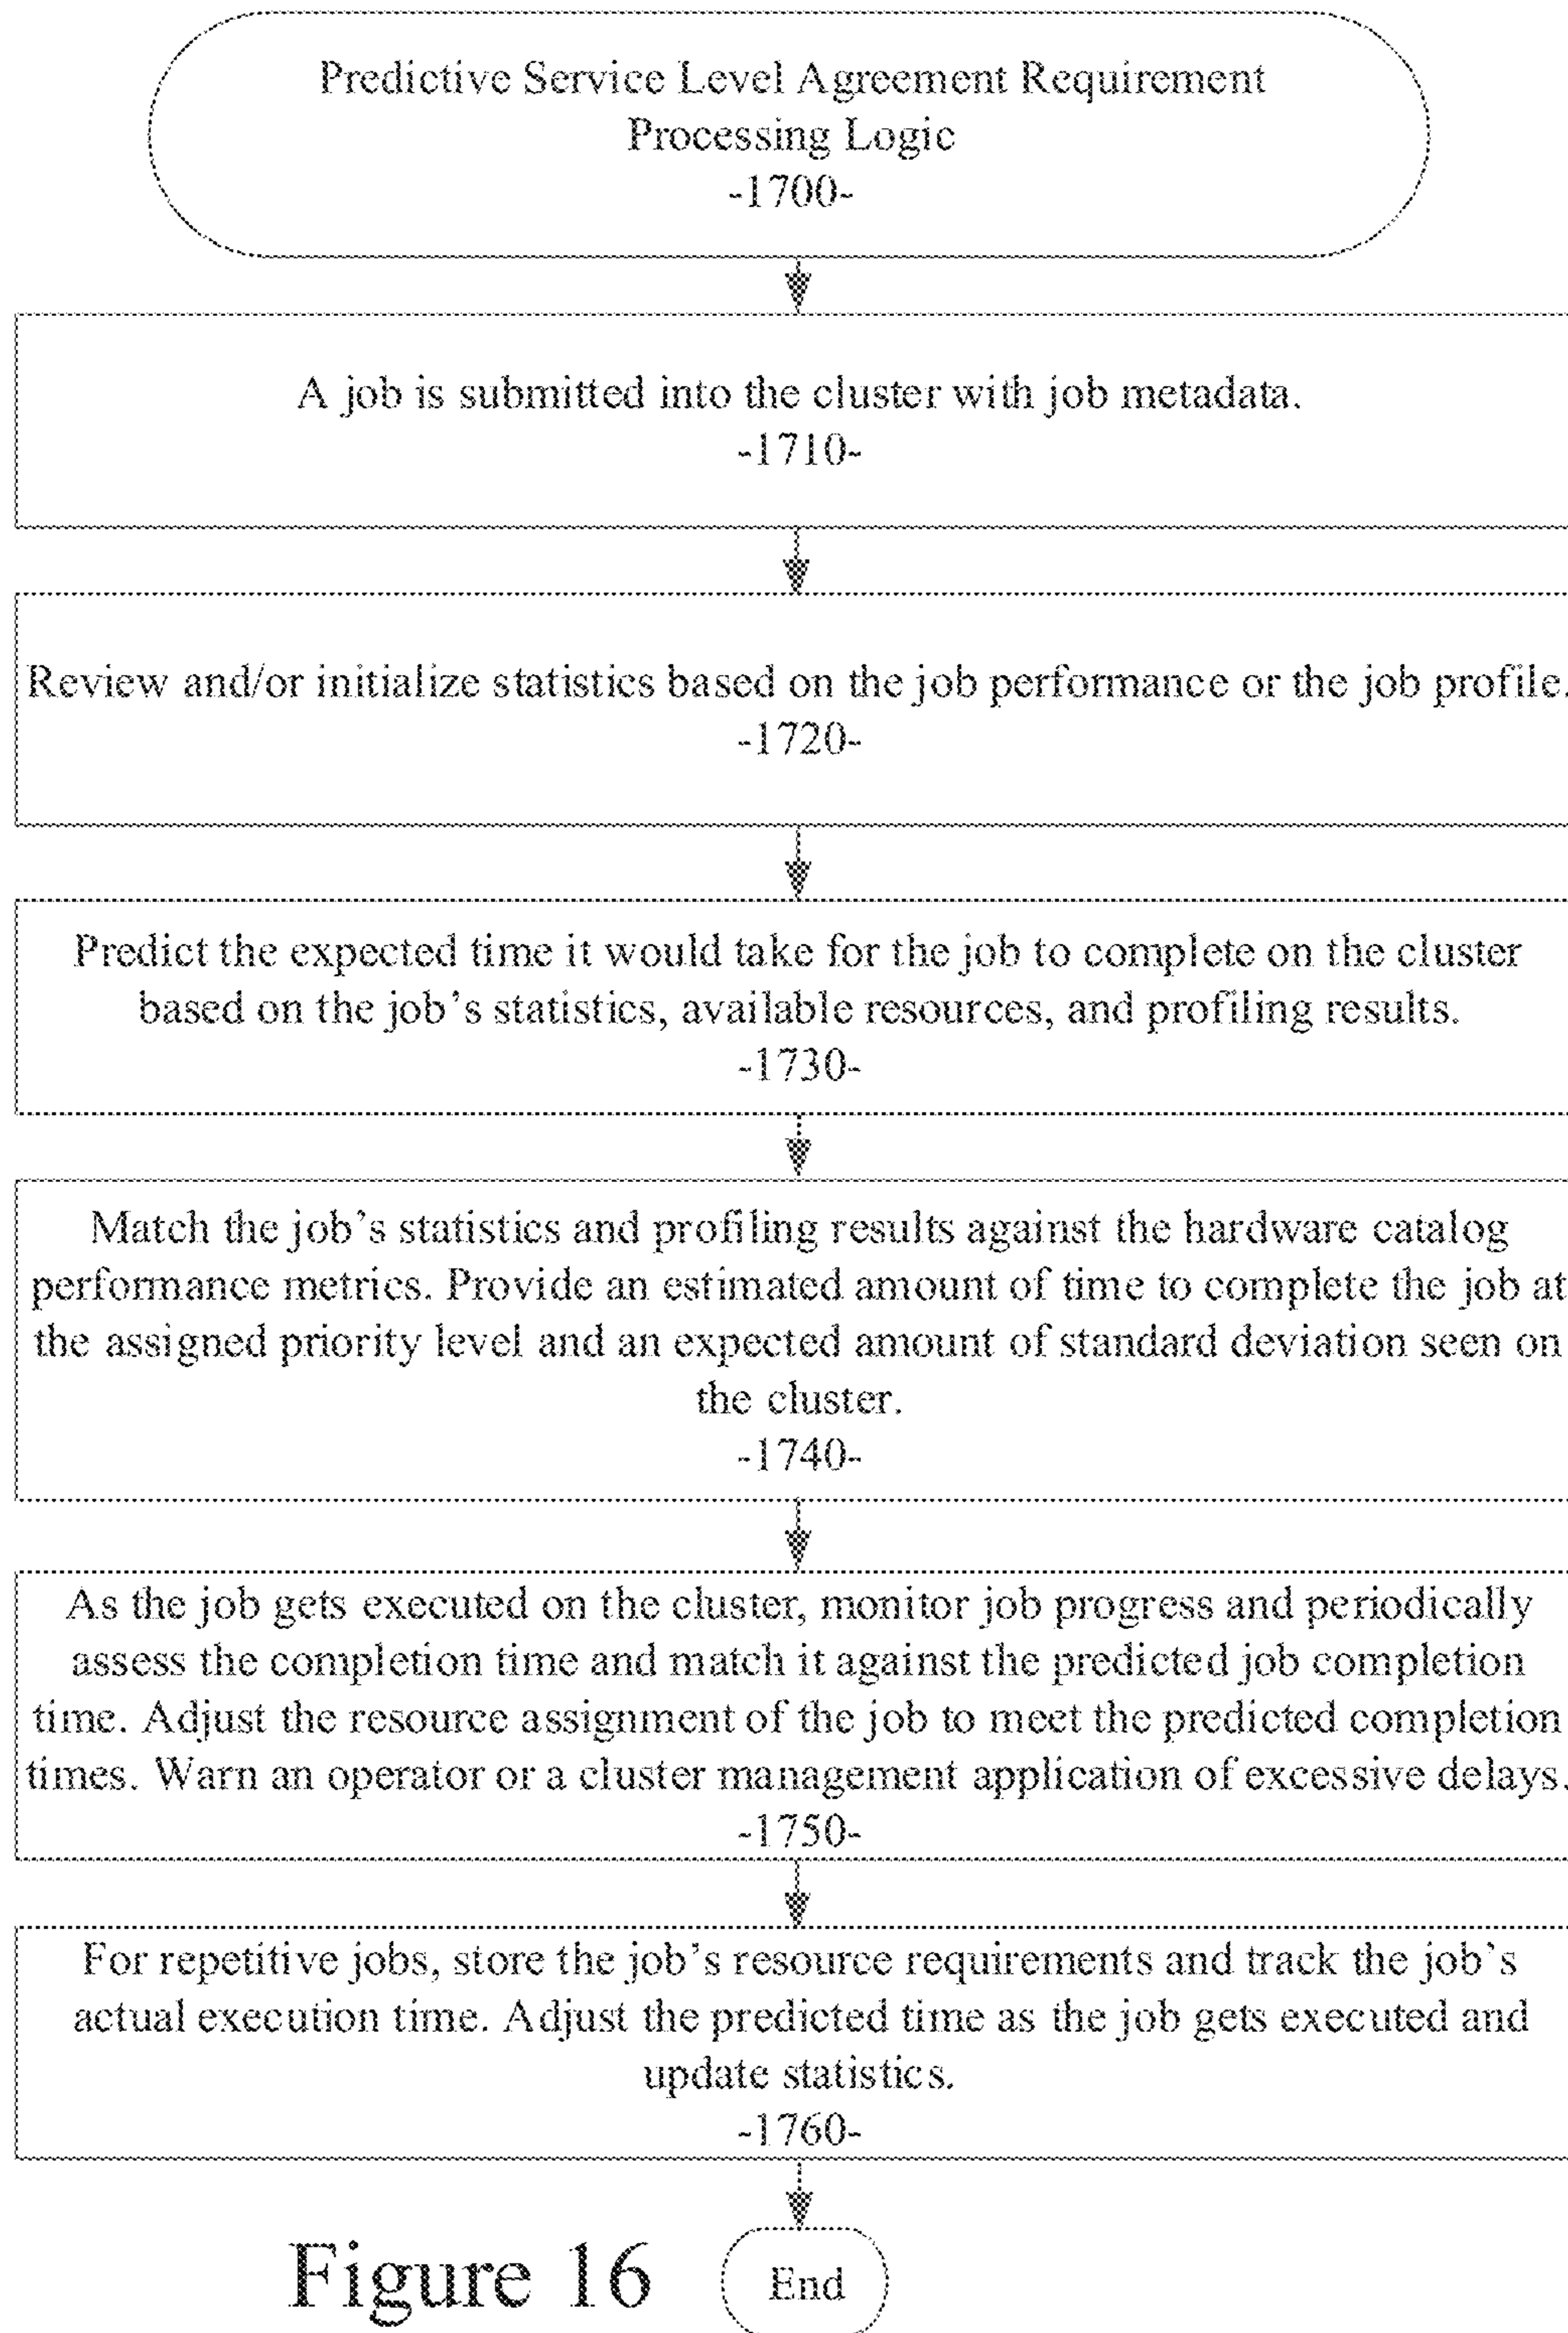 Predictive Service Level Agreement Requirement
Processing Logic
-1700-
A job is submitted into the cluster with job metadata.
-1710-
Review and/or initialize statistics based on the job performance or the job profile.
-1720-
Predict the expected time it would take for the job to complete on the cluster
based on the job's statistics, available resources, and profiling results.
-1730-
Match the job's statistics and profiling results against the hardware catalog
performance metrics. Provide an estimated amount of time to complete the job at
the assigned priority level and an expected amount of standard deviation seen on
the cluster.
-1740-
As the job gets executed on the cluster, monitor job progress and periodically
assess the completion time and match it against the predicted job completion
time. Adjust the resource assignment of the job to meet the predicted completion
times. Warn an operator or a cluster management application of excessive delays.
-1750-
For repetitive jobs, store the job's resource requirements and track the job's
actual execution time. Adjust the predicted time as the job gets executed and
update statistics.
-1760-
Figure 16
End